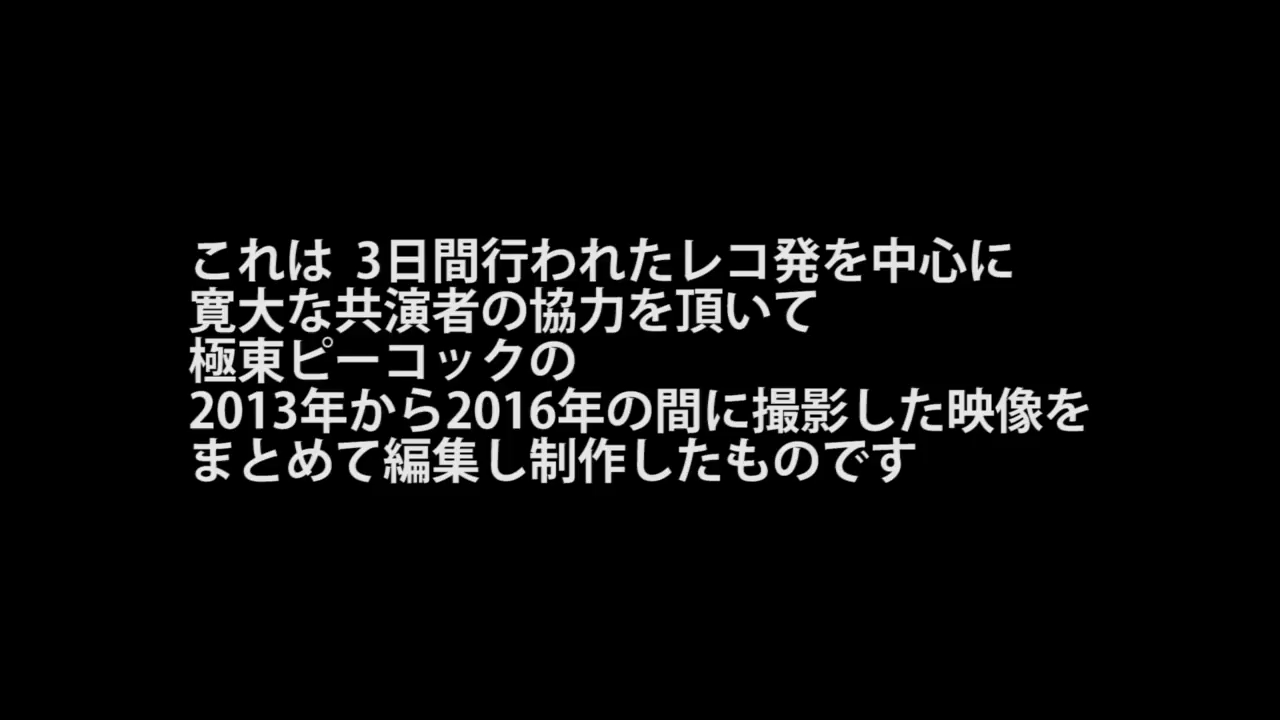 これは 3日間行われたレコ発を中心に
寛大な共演者の協力を頂いて
極東ピーコックの
2013年から2016年の間に撮影した映像を
まとめて編集し制作したものです